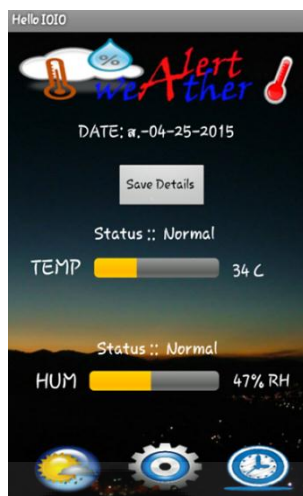 Hello IOIO
%
weAlert
ther
DATE: ส.-04-25-2015
Save Details
Status :: Normal
TEMP 34 C
Status :: Normal
HUM 47% RH